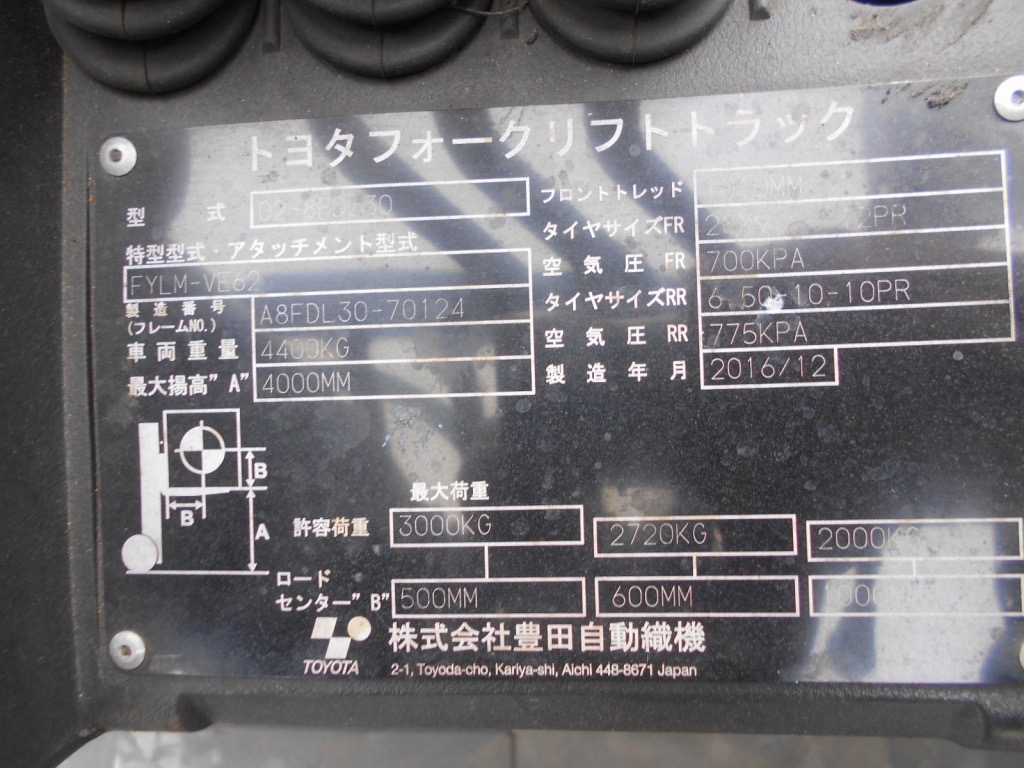 トヨタフォークリフトトラック
型 式
特型型式・アタッチメント型式
FYLM-VE62
製造番号
(フレームNO.)
A8FDL30-70124
車両重量 4400KG
最大揚高"A" 4000MM
フロントトレッド
タイヤサイズFR
空気圧 FR 700KPA
タイヤサイズRR 6.50-10-10PR
空気圧 RR 775KPA
製造年月 2016/12
B
B
A
最大荷重
許容荷重 3000KG 2720KG 2000KG
ロード
センター"B" 500MM 600MM
TOYOTA
株式会社豊田自動織機
2-1, Toyoda-cho, Kariya-shi, Aichi 448-8671 Japan